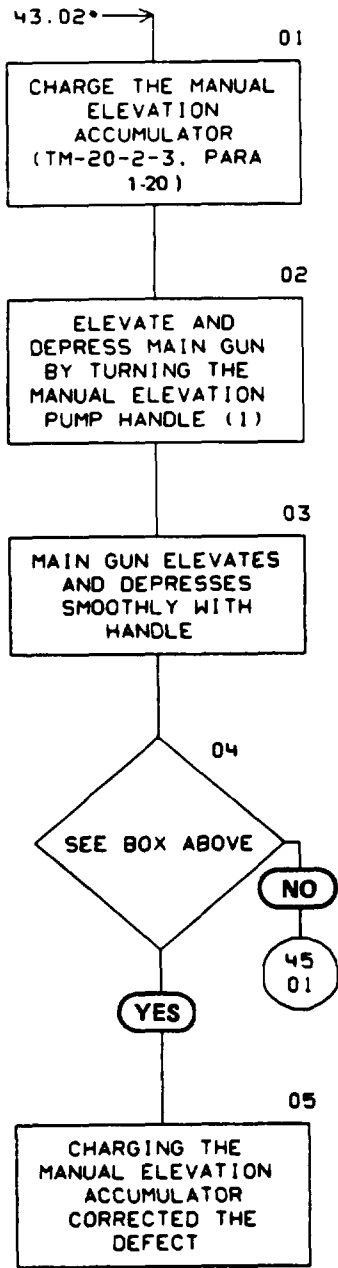 43.02*
01
CHARGE THE MANUAL
ELEVATION
ACCUMULATOR
(TM-20-2-3. PARA
1-20)
02
ELEVATE AND
DEPRESS MAIN GUN
BY TURNING THE
MANUAL ELEVATION
PUMP HANDLE (1)
03
MAIN GUN ELEVATES
AND DEPRESSES
SMOOTHLY WITH
HANDLE
04
SEE BOX ABOVE
NO
45
01
YES
05
CHARGING THE
MANUAL ELEVATION
ACCUMULATOR
CORRECTED THE
DEFECT